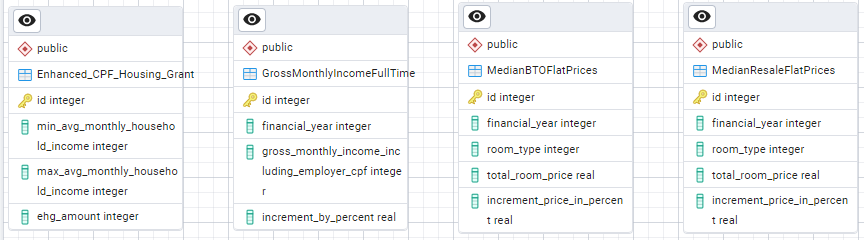 public
Enhanced_CPF_Housing_Grant
id integer
min_avg_monthly_househo
ld_income integer
max_avg_monthly_househo
ld_income integer
ehg_amount integer
public
GrossMonthlyIncomeFullTime
id integer
financial_year integer
gross_monthly_income_inc
luding_employer_cpf intege
r
increment_by_percent real
public
MedianBTOFlatPrices
id integer
financial_year integer
room_type integer
total_room_price real
increment_price_in_percen
t real
public
MedianResaleFlatPrices
id integer
financial_year integer
room_type integer
total_room_price real
increment_price_in_percen
t real